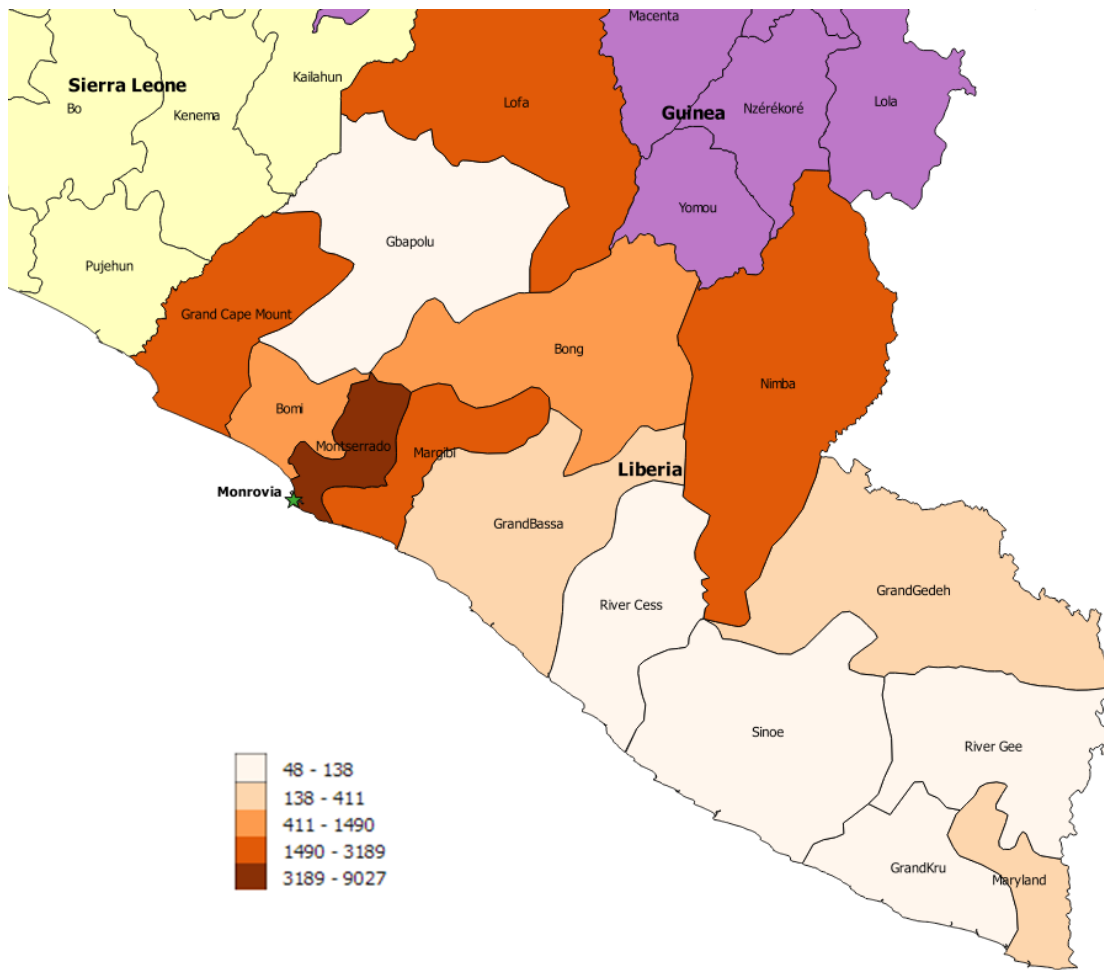 Macenta
Sierra Leone
Kailahun
Bo
Kenema
Lofa
Guinea
Nzérékoré
Lola
Yomou
Gbapolu
Pujehun
Grand Cape Mount
Bong
Nimba
Bomi
Montserrado
Margibi
Liberia
Monrovia
GrandBassa
GrandGedeh
River Cess
Sinoe
River Gee
GrandKru
Maryland
48 - 138
138 - 411
411 - 1490
1490 - 3189
3189 - 9027